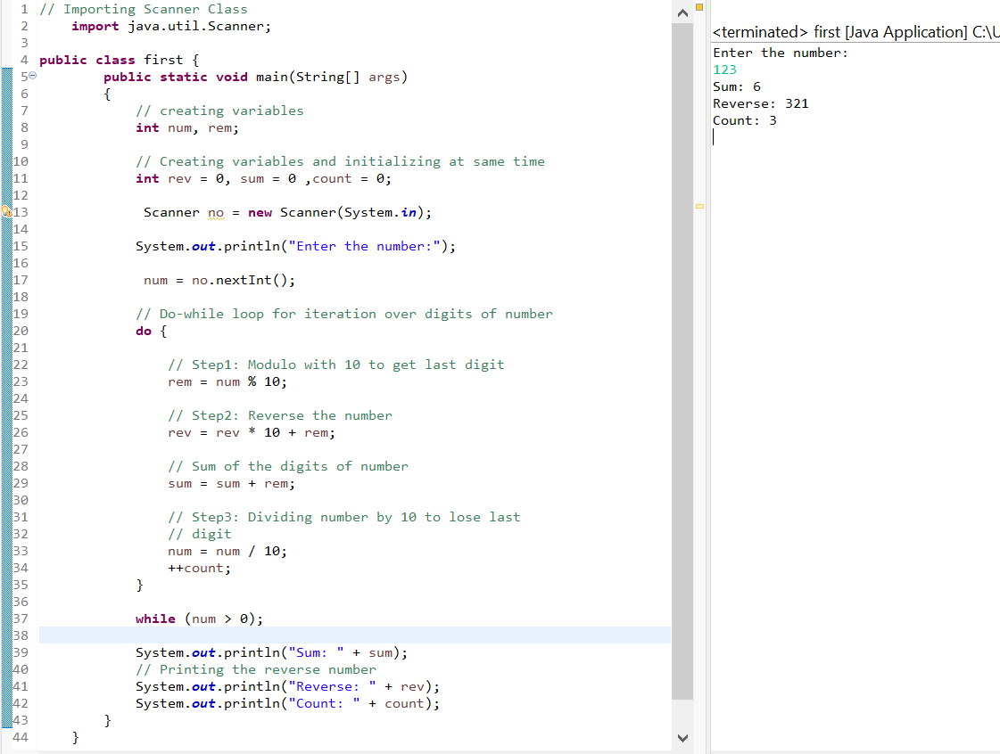 1 // Importing Scanner Class
2 import java.util.Scanner;
3
4 public class first {
5 public static void main(String[] args)
6 {
7 // creating variables
8 int num, rem;
9
10 // Creating variables and initializing at same time
11 int rev = 0, sum = 0 ,count = 0;
12
13 Scanner no = new Scanner(System.in);
14
15 System.out.println("Enter the number:");
16
17 num = no.nextInt();
18
19 // Do-while loop for iteration over digits of number
20 do {
21
22 // Step1: Modulo with 10 to get last digit
23 rem = num % 10;
24
25 // Step2: Reverse the number
26 rev = rev * 10 + rem;
27
28 // Sum of the digits of number
29 sum = sum + rem;
30
31 // Step3: Dividing number by 10 to lose last
32 // digit
33 num = num / 10;
34 ++count;
35 }
36
37 while (num > 0);
38
39 System.out.println("Sum: " + sum);
40 // Printing the reverse number
41 System.out.println("Reverse: " + rev);
42 System.out.println("Count: " + count);
43 }
44 }
<terminated> first [Java Application] C:\U
Enter the number:
123
Sum: 6
Reverse: 321
Count: 3